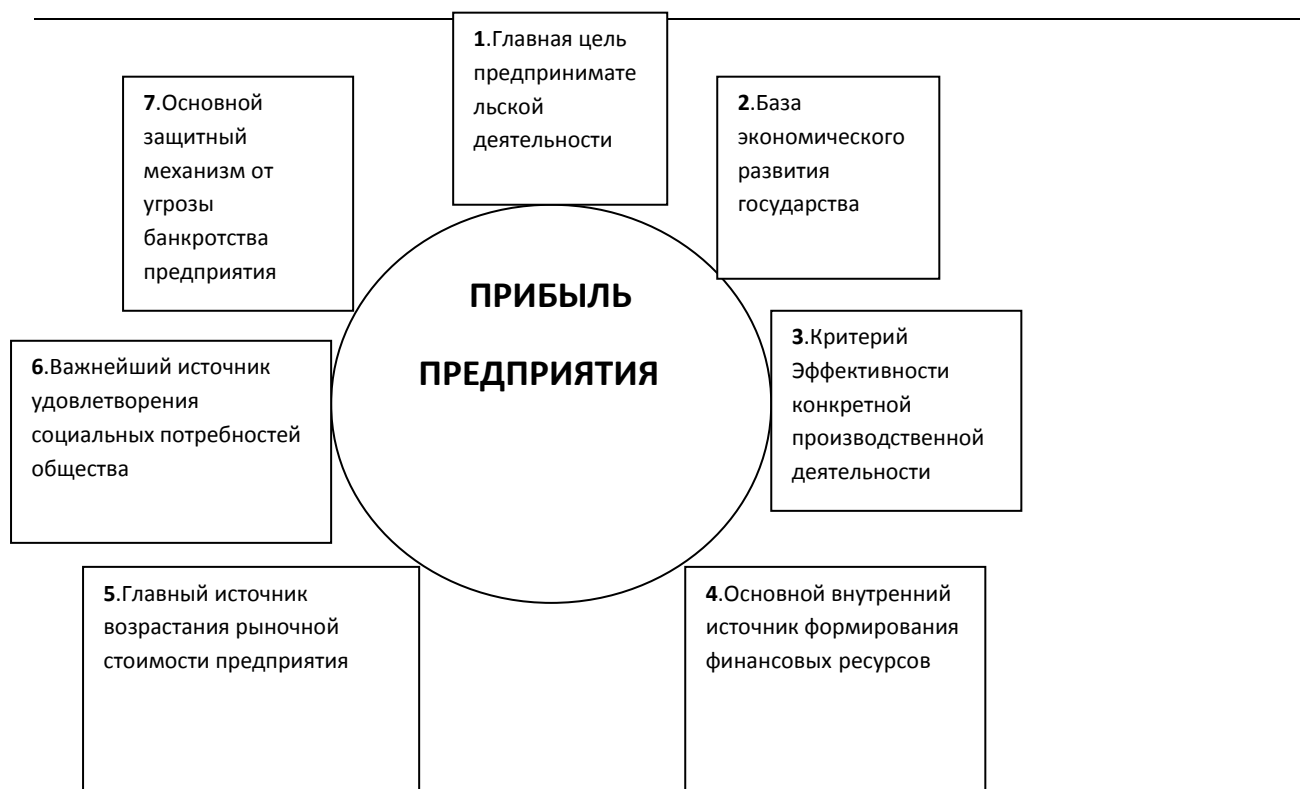 1.Главная цель
предпринимате
льской
деятельности
2.База
экономического
развития
государства
3.Критерий
Эффективности
конкретной
производственной
деятельности
4.Основной внутренний
источник формирования
финансовых ресурсов
5.Главный источник
возрастания рыночной
стоимости предприятия
6.Важнейший источник
удовлетворения
социальных потребностей
общества
7.Основной
защитный
механизм от
угрозы
банкротства
предприятия
ПРИБЫЛЬ
ПРЕДПРИЯТИЯ